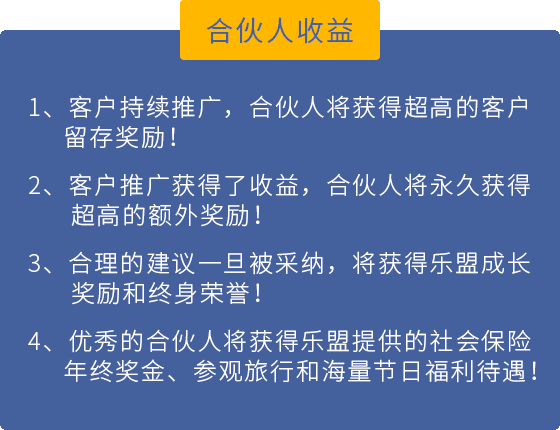 合伙人收益
1、客户持续推广，合伙人将获得超高的客户
留存奖励！
2、客户推广获得了收益，合伙人将永久获得
超高的额外奖励！
3、合理的建议一旦被采纳，将获得乐盟成长
奖励和终身荣誉！
4、优秀的合伙人将获得乐盟提供的社会保险
年终奖金、参观旅行和海量节日福利待遇！